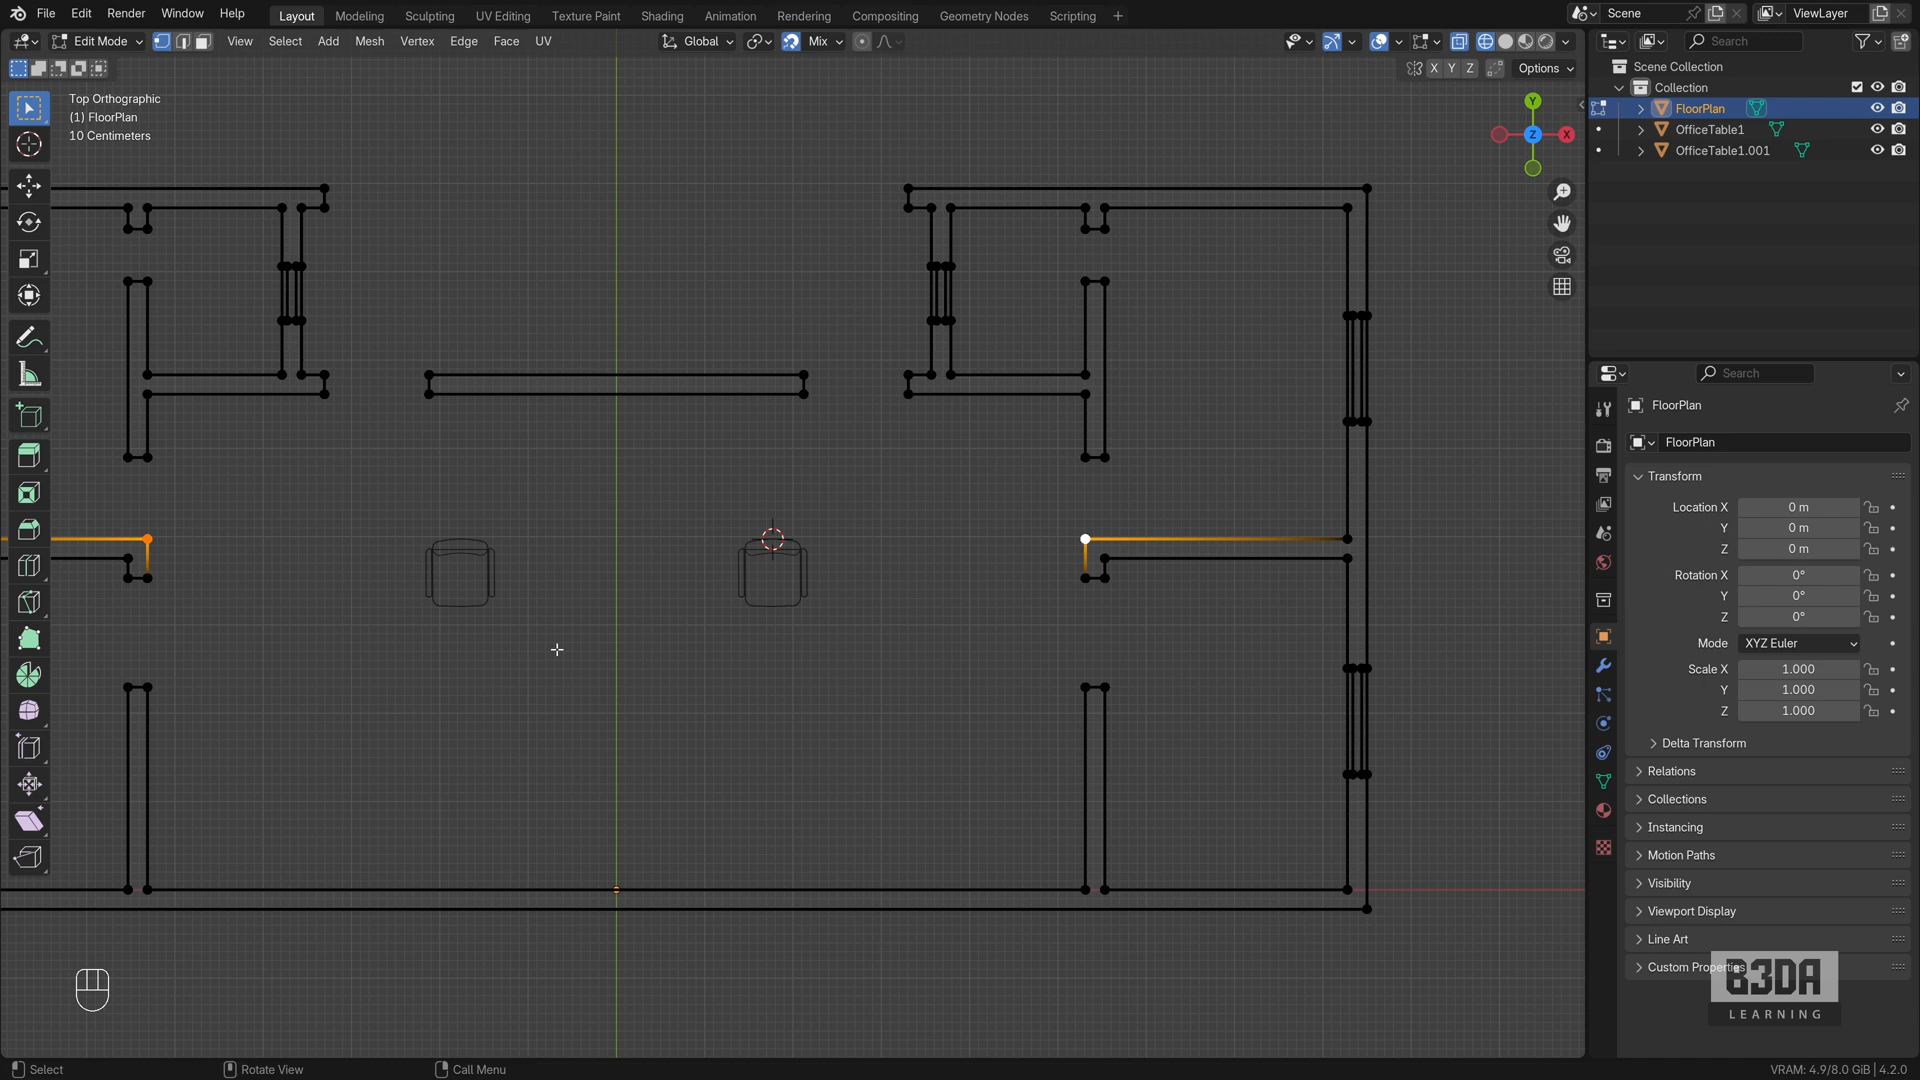 File Edit Render Window Help Layout Modeling Sculpting UV Editing Texture Paint Shading Animation Rendering Compositing Geometry Nodes Scripting + Scene ViewLayer
Edit Mode View Select Add Mesh Vertex Edge Face UV Global Mix Search
X Y Z Options
Top Orthographic
(1) FloorPlan
10 Centimeters
Y
Z X
Scene Collection
Collection
FloorPlan
OfficeTable1
OfficeTable1.001
Search
FloorPlan
FloorPlan
Transform
Location X 0 m
Y 0 m
Z 0 m
Rotation X 0°
Y 0°
Z 0°
Mode XYZ Euler
Scale X 1.000
Y 1.000
Z 1.000
Delta Transform
Relations
Collections
Instancing
Motion Paths
Visibility
Viewport Display
Line Art
Custom Properties
B3DA
LEARNING
Select Rotate View Call Menu VRAM: 4.9/8.0 GiB | 4.2.0